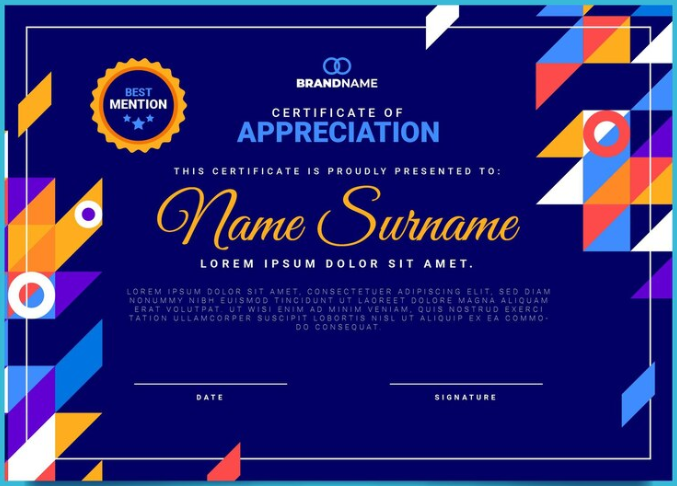 BEST
MENTION
BRANDNAME
CERTIFICATE OF
APPRECIATION
THIS CERTIFICATE IS PROUDLY PRESENTED TO:
Name Surname
LOREM IPSUM DOLOR SIT AMET.
LOREM IPSUM DOLOR SIT AMET, CONSECTETUER ADIPISCING ELIT, SED DIAM
NONUMMY NIBH EUISMOD TINCIDUNT UT LAOREET DOLORE MAGNA ALIQUAM
ERAT VOLUTPAT. UT WISI ENIM AD MINIM VENIAM, QUIS NOSTRUD EXERCI
TATION ULLAMCORPER SUSCIPIT LOBORTIS NISL UT ALIQUIP EX EA COMMO-
DO CONSEQUAT.
DATE
SIGNATURE